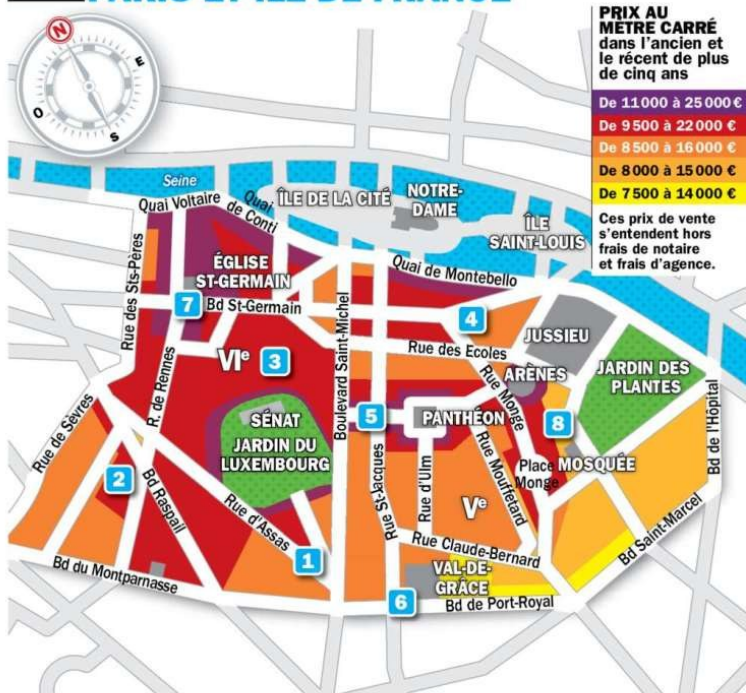 PARIS ET ÎLE DE FRANCE
N
E
S
O
PRIX AU
MÈTRE CARRÉ
dans l'ancien et
le récent de plus
de cinq ans
De 11 000 à 25 000 €
De 9 500 à 22 000 €
De 8 500 à 16 000 €
De 8 000 à 15 000 €
De 7 500 à 14 000 €
Ces prix de vente
s'entendent hors
frais de notaire
et frais d'agence.
Seine
Quai Voltaire
Quai
de Conti
ÎLE DE LA CITÉ
NOTRE-
DAME
ÎLE
SAINT-LOUIS
Quai de Montebello
Rue des Sts-Pères
ÉGLISE
ST-GERMAIN
7
Bd St-Germain
4
JUSSIEU
Boulevard Saint-Michel
Rue des Ecoles
VIe
3
R. de Rennes
ARÈNES
JARDIN DES
PLANTES
Rue Monge
Rue de Sèvres
SÉNAT
JARDIN DU
LUXEMBOURG
5
PANTHÉON
8
Bd de l'Hôpital
2
Bd Raspail
Rue d'Assas
Rue St-Jacques
Rue d'Ulm
Rue Mouffetard
Place
Monge
MOSQUÉE
Ve
Bd Saint-Marcel
1
Rue Claude-Bernard
VAL-DE-
GRÂCE
Bd du Montparnasse
6
Bd de Port-Royal